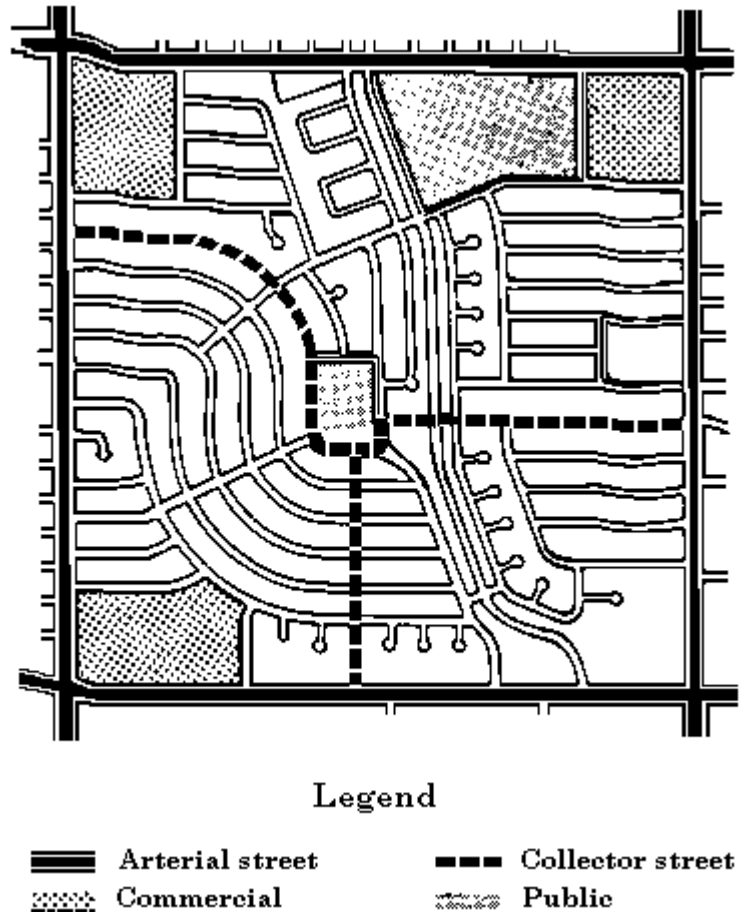 Legend
Arterial street
Collector street
Commercial
Public